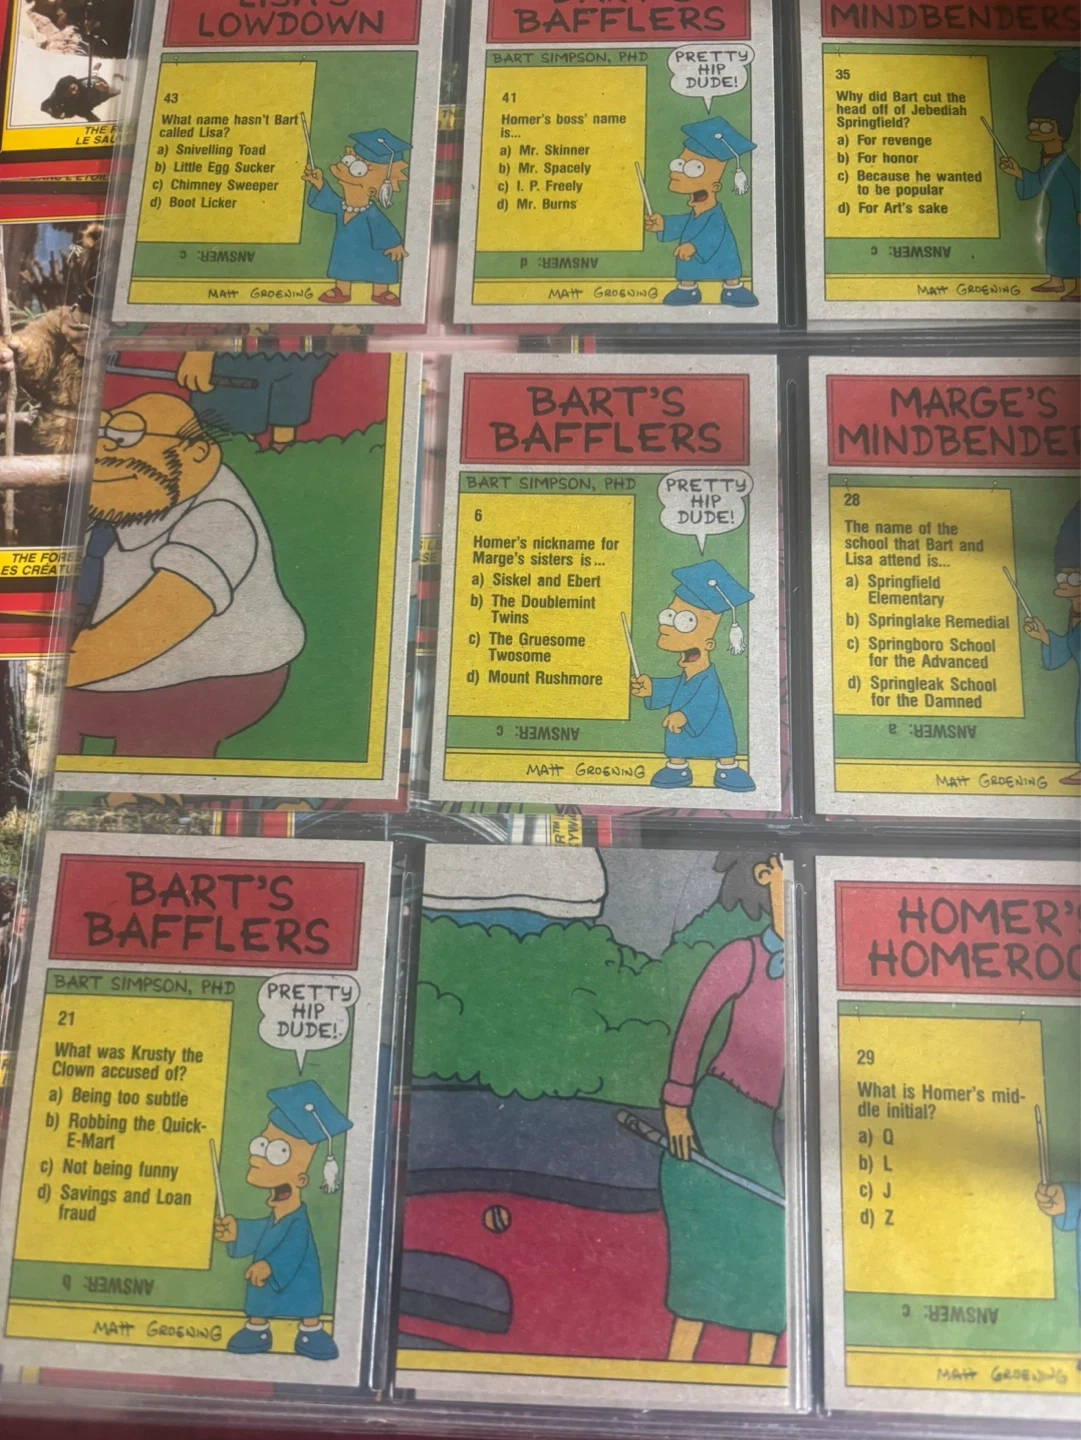 LISA'S
LOWDOWN
43
What name hasn't Bart
called Lisa?
a) Snivelling Toad
b) Little Egg Sucker
c) Chimney Sweeper
d) Boot Licker
ANSWER: c
MATT GROENING
BART'S
BAFFLERS
BART SIMPSON, PHD
PRETTY
HIP
DUDE!
41
Homer's boss' name
is...
a) Mr. Skinner
b) Mr. Spacely
c) I. P. Freely
d) Mr. Burns
ANSWER: d
MATT GROENING
MINDBENDERS
35
Why did Bart cut the
head off of Jebediah
Springfield?
a) For revenge
b) For honor
c) Because he wanted
to be popular
d) For Art's sake
ANSWER: c
MATT GROENING
BART'S
BAFFLERS
BART SIMPSON, PHD
PRETTY
HIP
DUDE!
6
Homer's nickname for
Marge's sisters is...
a) Siskel and Ebert
b) The Doublemint
Twins
c) The Gruesome
Twosome
d) Mount Rushmore
ANSWER: c
MATT GROENING
MARGE'S
MINDBENDE
28
The name of the
school that Bart and
Lisa attend is...
a) Springfield
Elementary
b) Springlake Remedial
c) Springboro School
for the Advanced
d) Springleak School
for the Damned
ANSWER: a
MATT GROENING
THE FORES
LES CRÉATU
BART'S
BAFFLERS
BART SIMPSON, PHD
PRETTY
HIP
DUDE!
21
What was Krusty the
Clown accused of?
a) Being too subtle
b) Robbing the Quick-
E-Mart
c) Not being funny
d) Savings and Loan
fraud
ANSWER: b
MATT GROENING
HOMER'
HOMEROO
29
What is Homer's mid-
dle initial?
a) Q
b) L
c) J
d) Z
ANSWER: c
MATT GROENING